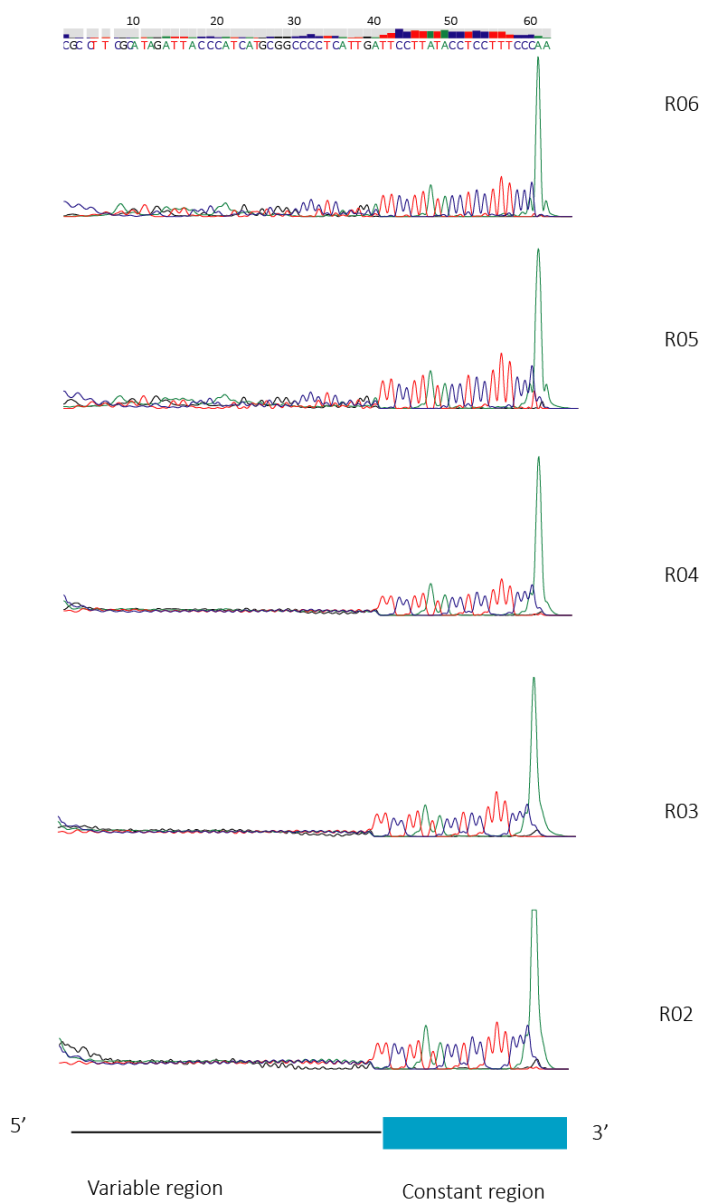 10 20 30 40 50 60
CGC CT T CGCATAGATTACCCATCATGCGGCCCCTCATTGATTCCTTATACCTCCTTTCCCAA
R06
R05
R04
R03
R02
5’ 3’
Variable region Constant region